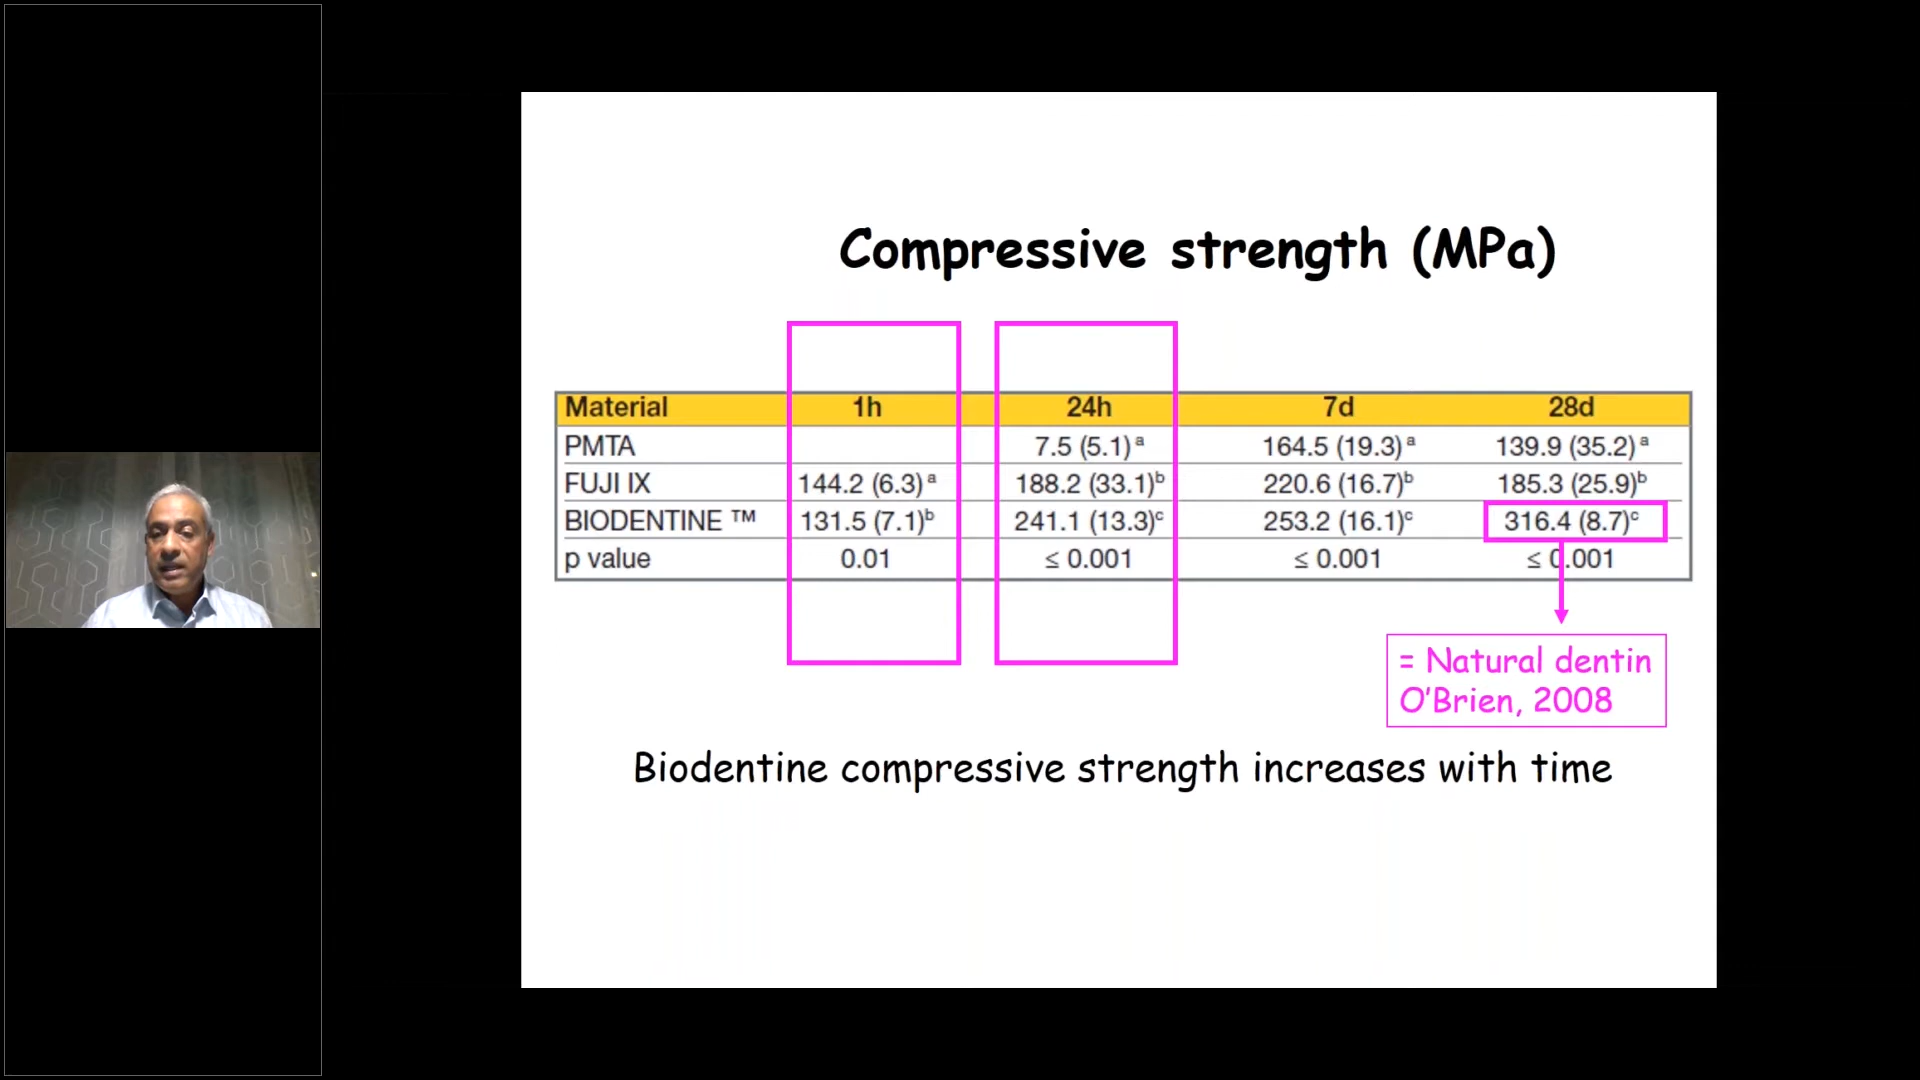 Compressive strength (MPa)
Material 1h 24h 7d 28d
PMTA 7.5 (5.1) a 164.5 (19.3) a 139.9 (35.2) a
FUJI IX 144.2 (6.3) a 188.2 (33.1)b 220.6 (16.7)b 185.3 (25.9)b
BIODENTINE ™ 131.5 (7.1)b 241.1 (13.3)c 253.2 (16.1)c 316.4 (8.7)c
p value 0.01 ≤ 0.001 ≤ 0.001 ≤ 0.001
= Natural dentin
O'Brien, 2008
Biodentine compressive strength increases with time